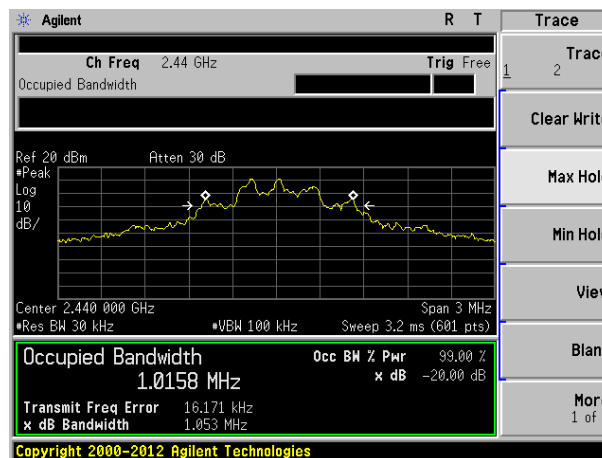 Agilent R T Trace
Ch Freq 2.44 GHz Trig Free
Occupied Bandwidth
1 2
Ref 20 dBm Atten 30 dB
#Peak
Log
10
dB/
Center 2.440 000 GHz Span 3 MHz
#Res BW 30 kHz #VBW 100 kHz Sweep 3.2 ms (601 pts)
Occupied Bandwidth Occ BW % Pwr 99.00 %
1.0158 MHz x dB -20.00 dB
Transmit Freq Error 16.171 kHz
x dB Bandwidth 1.053 MHz
Trac
Clear Writ
Max Hol
Min Hol
Vie
Blan
Mor
1 of
Copyright 2000-2012 Agilent Technologies